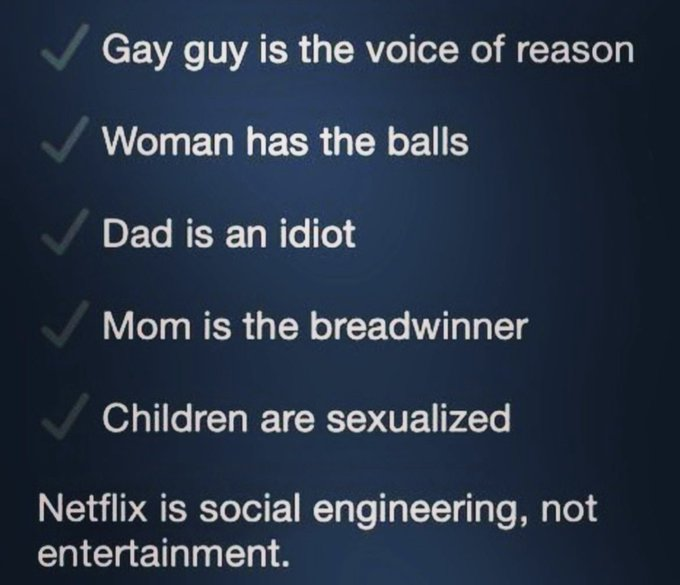 Gay guy is the voice of reason
Woman has the balls
Dad is an idiot
Mom is the breadwinner
Children are sexualized
Netflix is social engineering, not
entertainment.